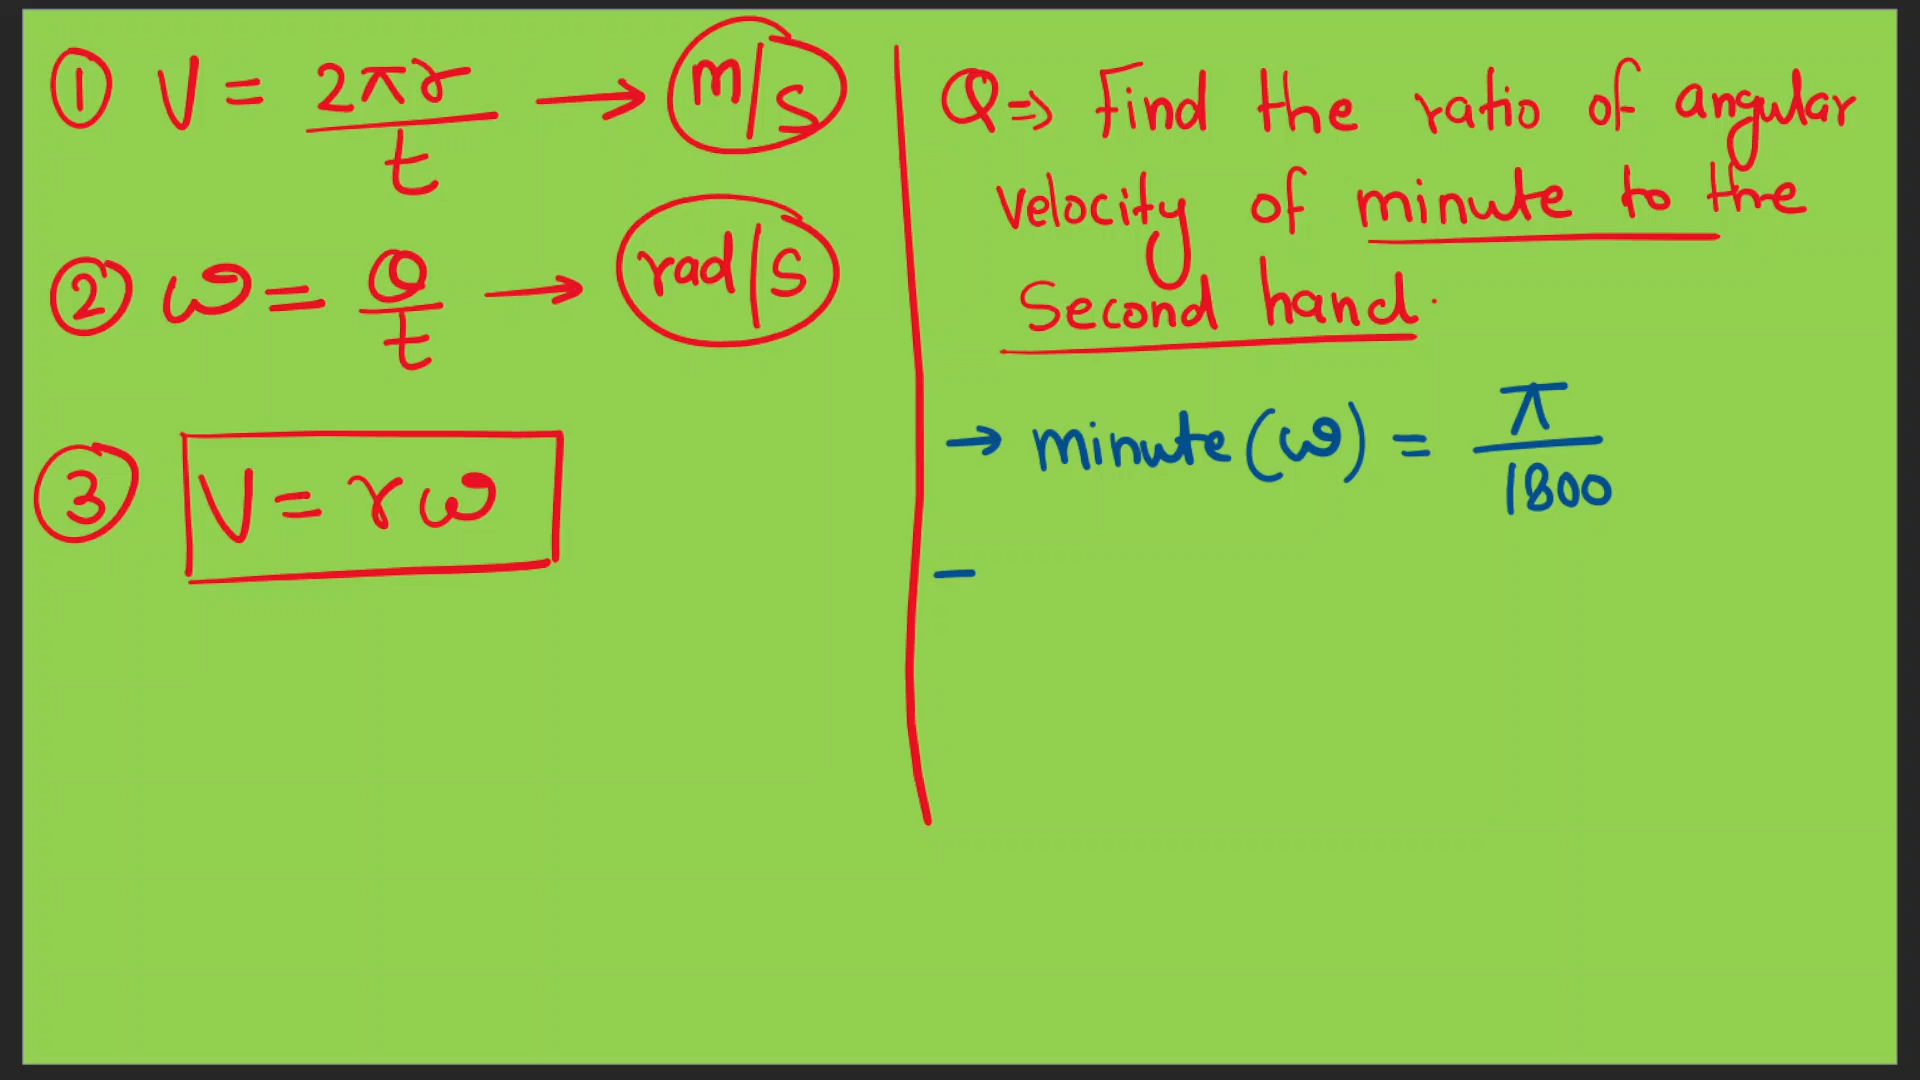 ① V = 2πr/t → m/s
② ω = θ/t → rad/s
③ V = rω
Q⇒ Find the ratio of angular
velocity of minute to the
Second hand.
→ minute (ω) = π/1800
–